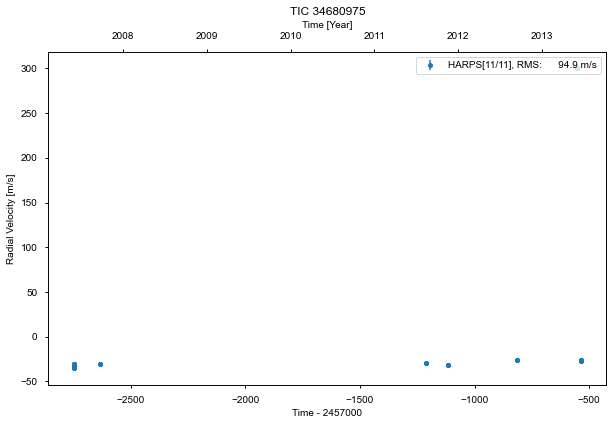 TIC 34680975
Time [Year]
2008 2009 2010 2011 2012 2013
HARPS[11/11], RMS: 94.9 m/s
300
250
200
150
100
50
0
−50
Radial Velocity [m/s]
−2500 −2000 −1500 −1000 −500
Time - 2457000